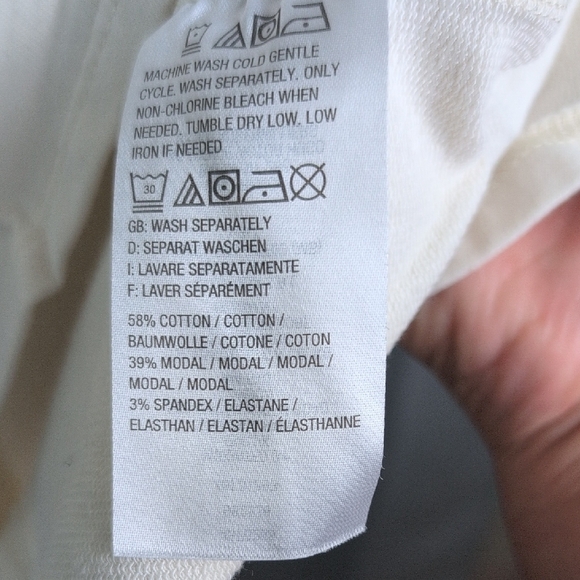 MACHINE WASH COLD GENTLE
CYCLE. WASH SEPARATELY. ONLY
NON-CHLORINE BLEACH WHEN
NEEDED. TUMBLE DRY LOW, LOW
IRON IF NEEDED
30
GB: WASH SEPARATELY
D: SEPARAT WASCHEN
I: LAVARE SEPARATAMENTE
F: LAVER SÉPARÉMENT
58% COTTON / COTTON /
BAUMWOLLE / COTONE / COTON
39% MODAL / MODAL / MODAL /
MODAL / MODAL
3% SPANDEX / ELASTANE /
ELASTHAN / ELASTAN / ÉLASTHANNE